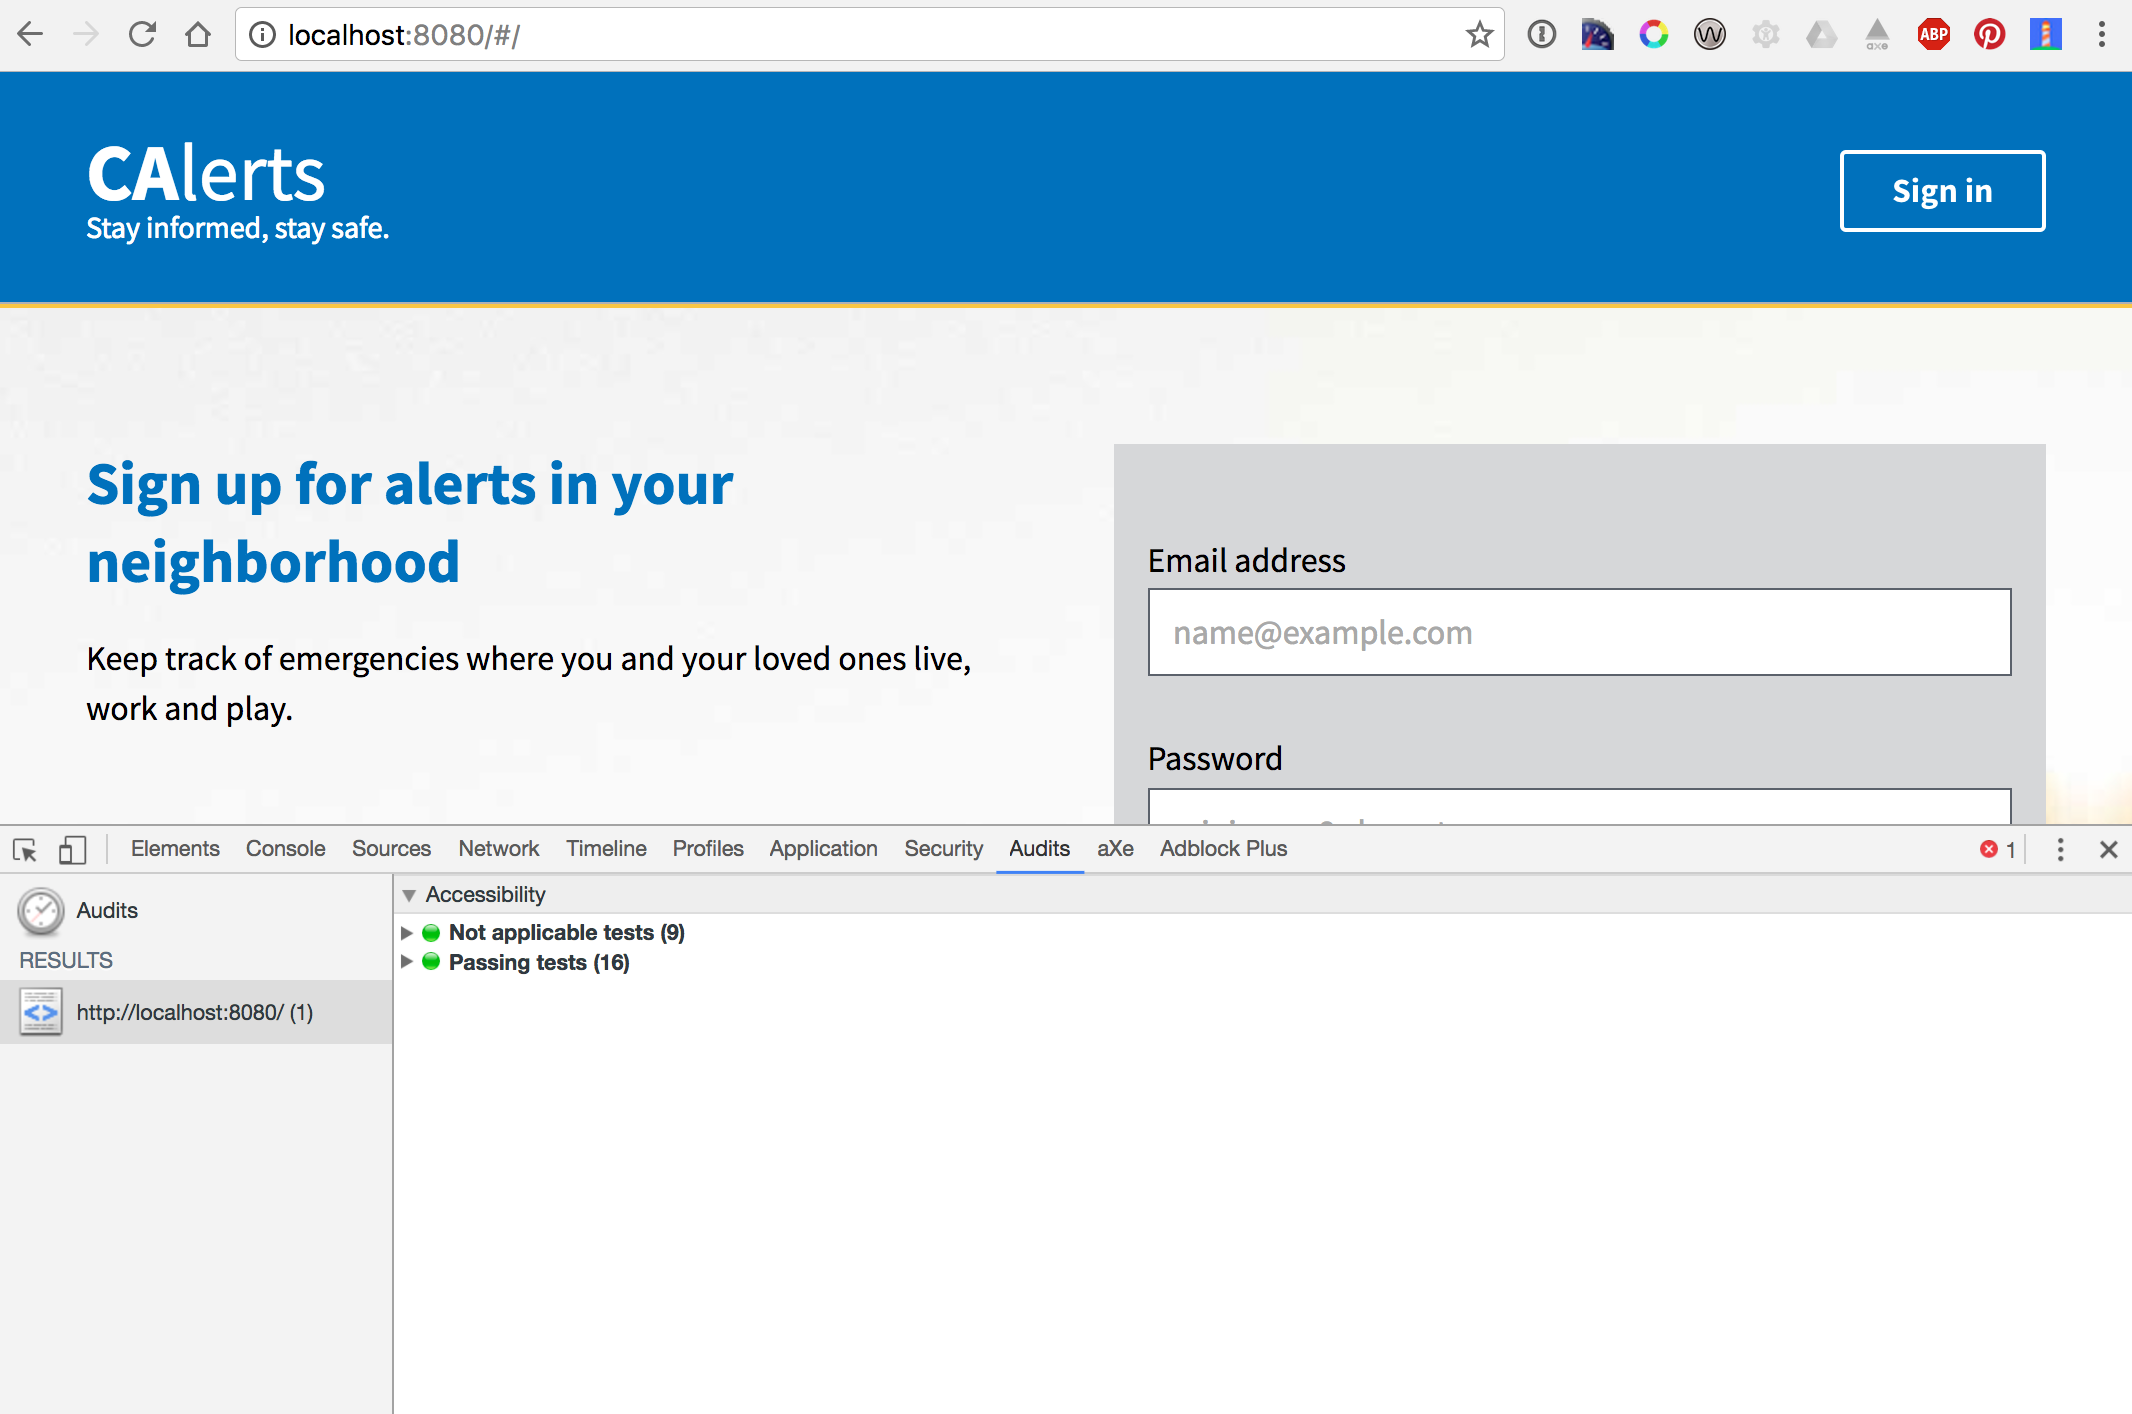 localhost:8080/#/
axe
ABP
CAlerts
Stay informed, stay safe.
Sign in
Sign up for alerts in your
neighborhood
Keep track of emergencies where you and your loved ones live,
work and play.
Email address
name@example.com
Password
Elements Console Sources Network Timeline Profiles Application Security Audits aXe Adblock Plus 1
Audits
RESULTS
http://localhost:8080/ (1)
Accessibility
Not applicable tests (9)
Passing tests (16)